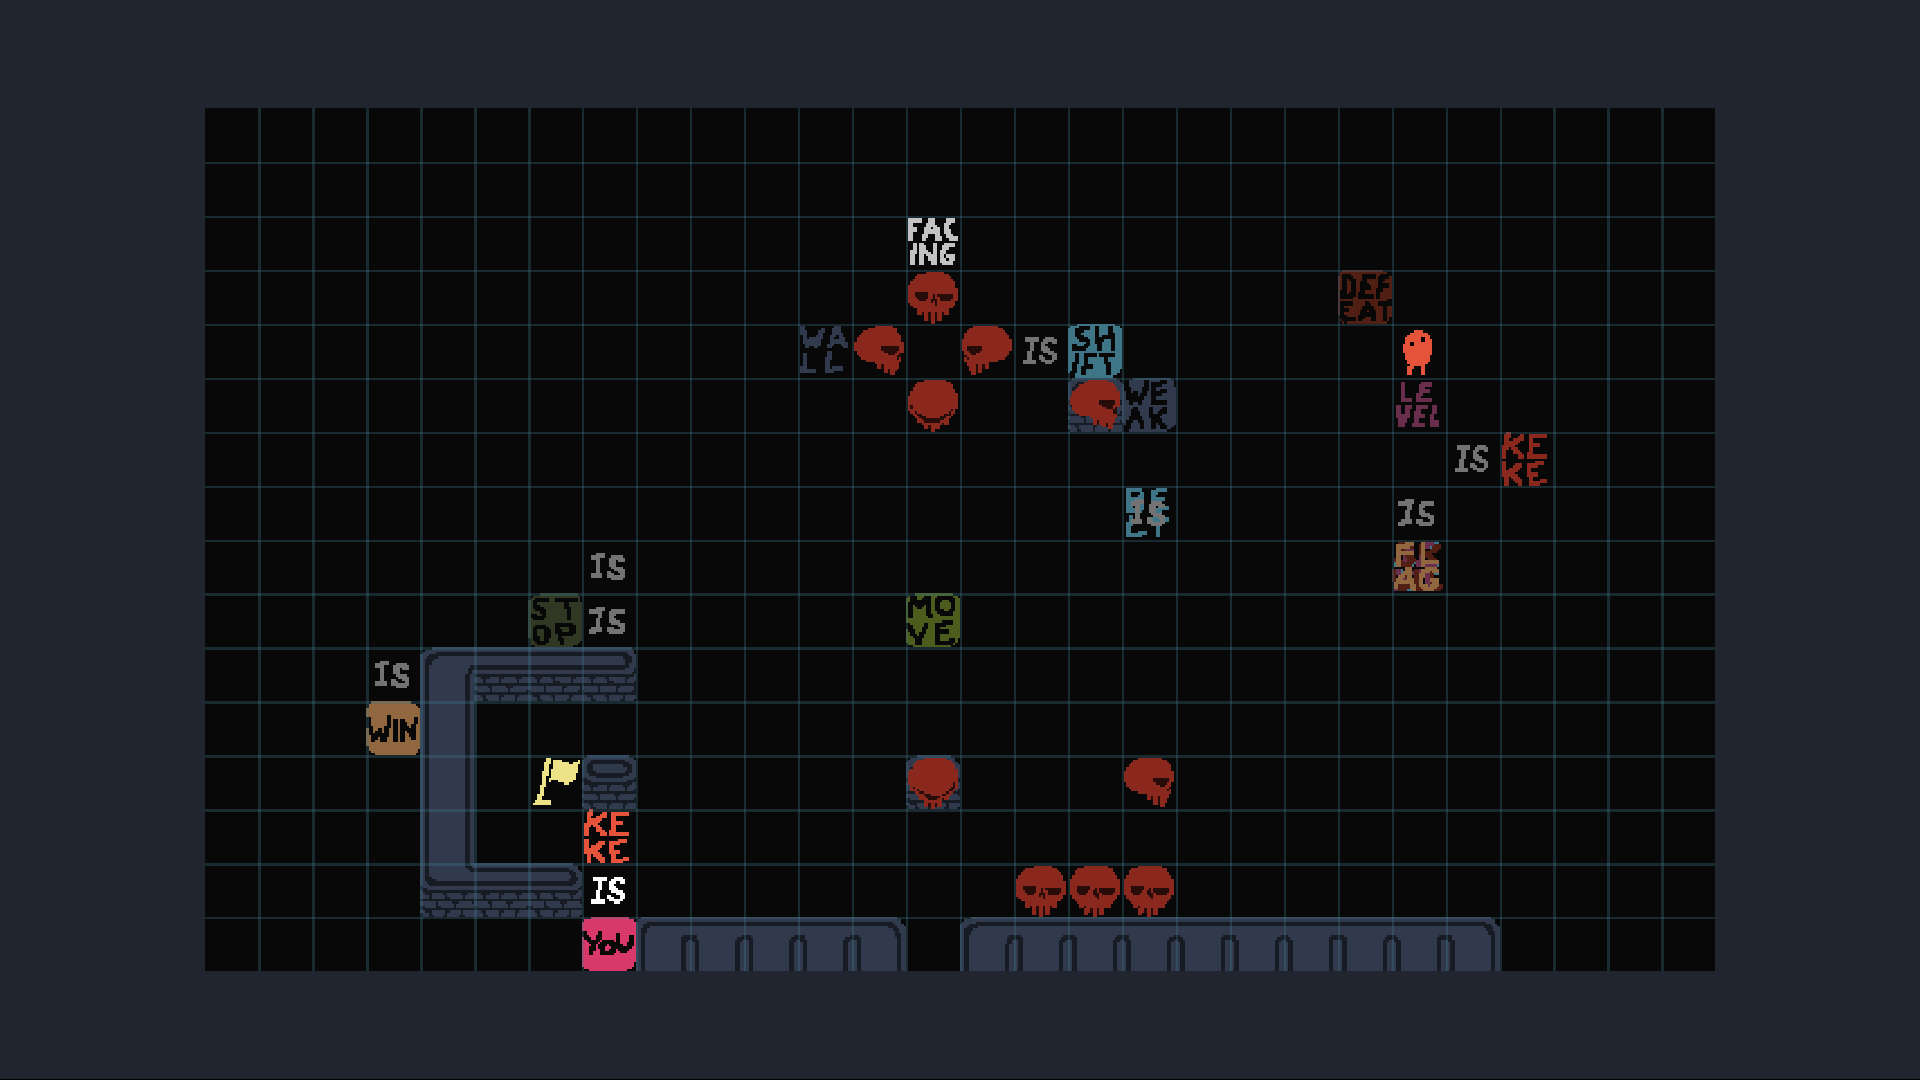 FACING
DEFEAT
WALL IS SHIFT
WEAK LEVEL
IS KEKE
IS IS
IS FLAG
STOP IS MOVE
IS
WIN
KEKE
IS
YOU